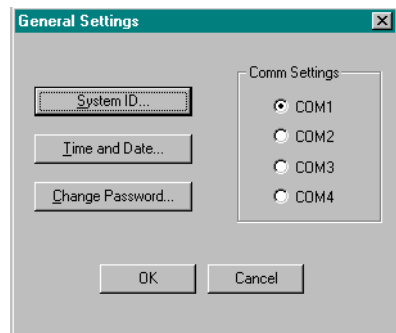 General Settings
System ID...
Time and Date...
Change Password...
Comm Settings
COM1
COM2
COM3
COM4
OK
Cancel